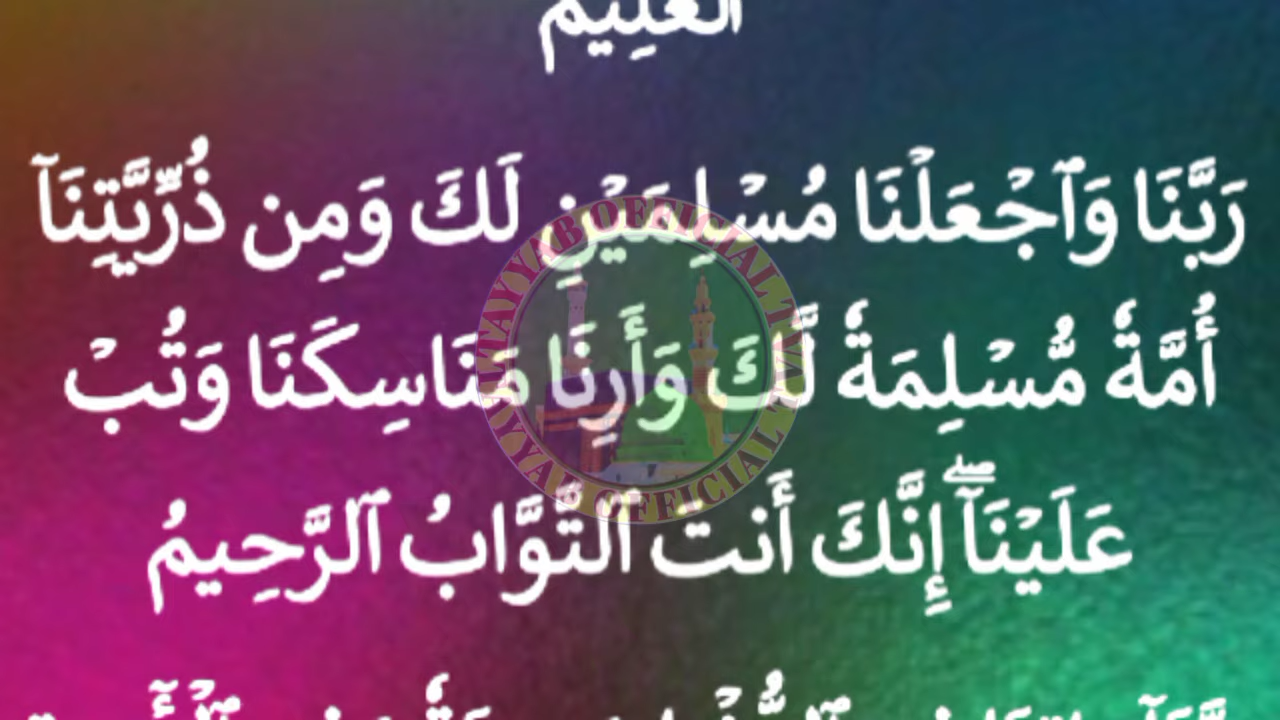 ٱلْعَلِيمُ
رَبَّنَا وَٱجْعَلْنَا مُسْلِمَيْنِ لَكَ وَمِن ذُرِّيَّتِنَآ
أُمَّةً مُّسْلِمَةً لَّكَ وَأَرِنَا مَنَاسِكَنَا وَتُبْ
عَلَيْنَآ ۖ إِنَّكَ أَنتَ ٱلتَّوَّابُ ٱلرَّحِيمُ